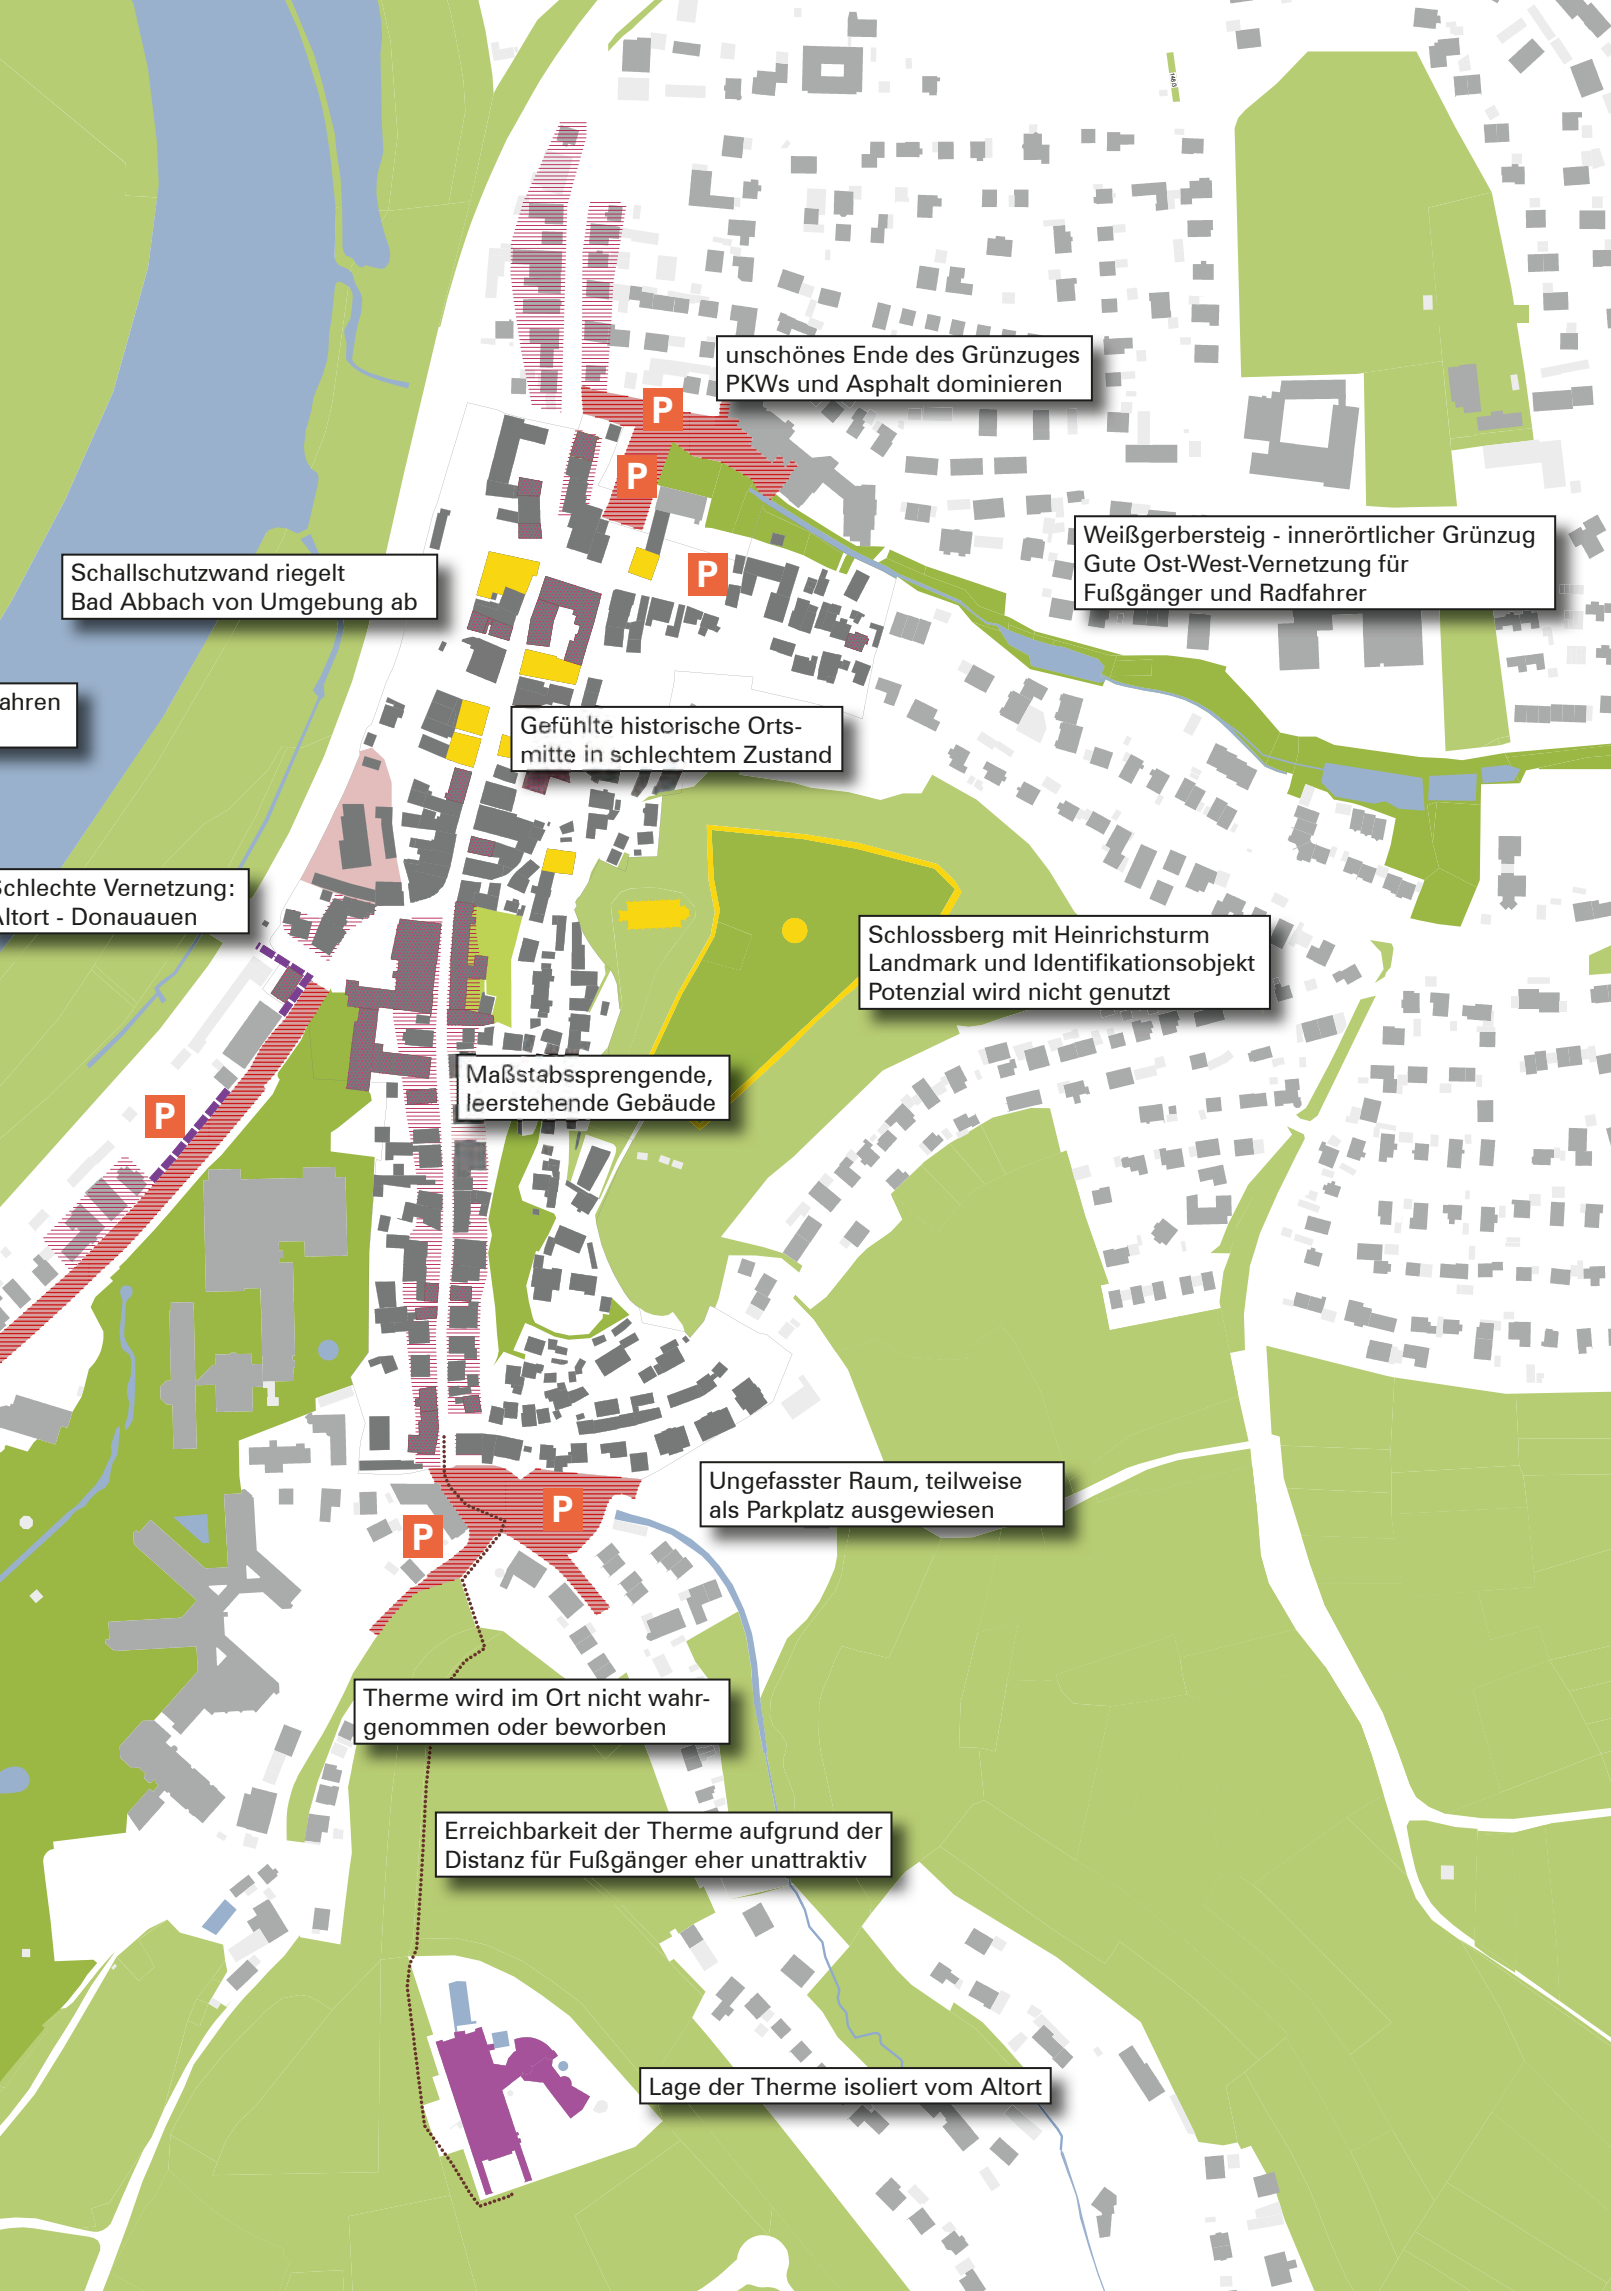 unschönes Ende des Grünzuges
PKWs und Asphalt dominieren
P
P
Weißgerbersteig - innerörtlicher Grünzug
Gute Ost-West-Vernetzung für
Fußgänger und Radfahrer
Schallschutzwand riegelt
Bad Abbach von Umgebung ab
P
ahren
Gefühlte historische Orts-
mitte in schlechtem Zustand
Schlechte Vernetzung:
Altort - Donauauen
Schlossberg mit Heinrichsturm
Landmark und Identifikationsobjekt
Potenzial wird nicht genutzt
Maßstabssprengende,
leerstehende Gebäude
P
Ungefasster Raum, teilweise
als Parkplatz ausgewiesen
P
P
Therme wird im Ort nicht wahr-
genommen oder beworben
Erreichbarkeit der Therme aufgrund der
Distanz für Fußgänger eher unattraktiv
Lage der Therme isoliert vom Altort